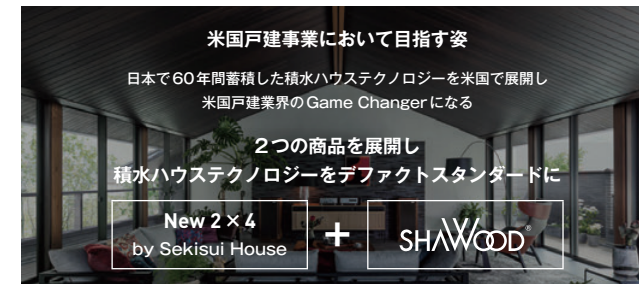 米国戸建事業において目指す姿
日本で60年間蓄積した積水ハウステクノロジーを米国で展開し
米国戸建業界のGame Changerになる
2つの商品を展開し
積水ハウステクノロジーをデファクトスタンダードに
New 2×4
by Sekisui House
+
SHAWOOD®